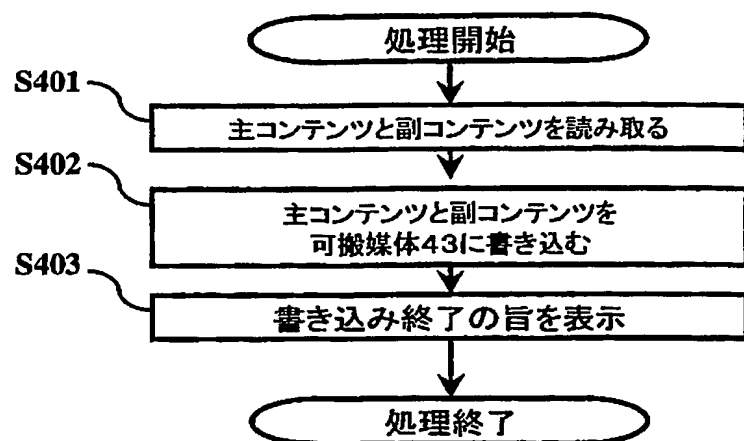 処理開始
S401
主コンテンツと副コンテンツを読み取る
S402
主コンテンツと副コンテンツを
可搬媒体43に書き込む
S403
書き込み終了の旨を表示
処理終了